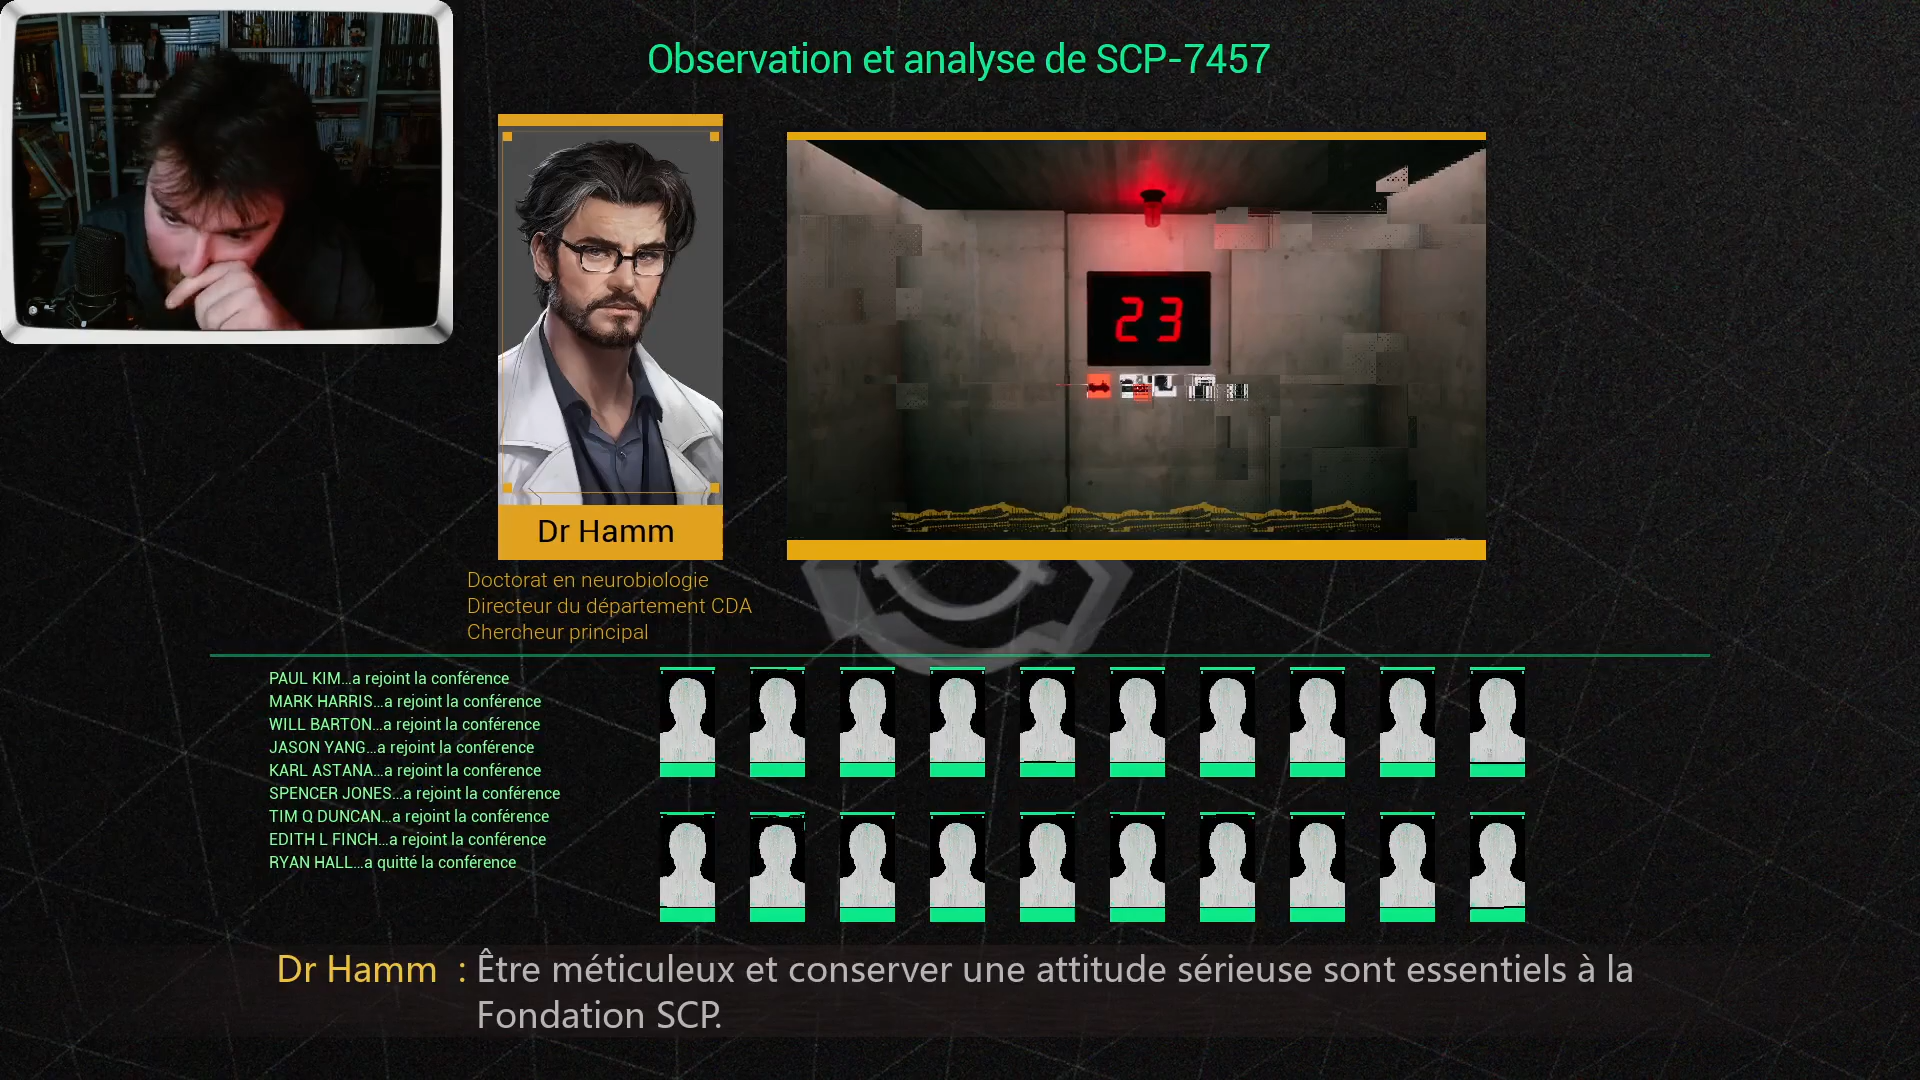 Observation et analyse de SCP-7457
23
Dr Hamm
Doctorat en neurobiologie
Directeur du département CDA
Chercheur principal
PAUL KIM...a rejoint la conférence
MARK HARRIS...a rejoint la conférence
WILL BARTON...a rejoint la conférence
JASON YANG...a rejoint la conférence
KARL ASTANA...a rejoint la conférence
SPENCER JONES...a rejoint la conférence
TIM Q DUNCAN...a rejoint la conférence
EDITH L FINCH...a rejoint la conférence
RYAN HALL...a quitté la conférence
Dr Hamm : Être méticuleux et conserver une attitude sérieuse sont essentiels à la
Fondation SCP.